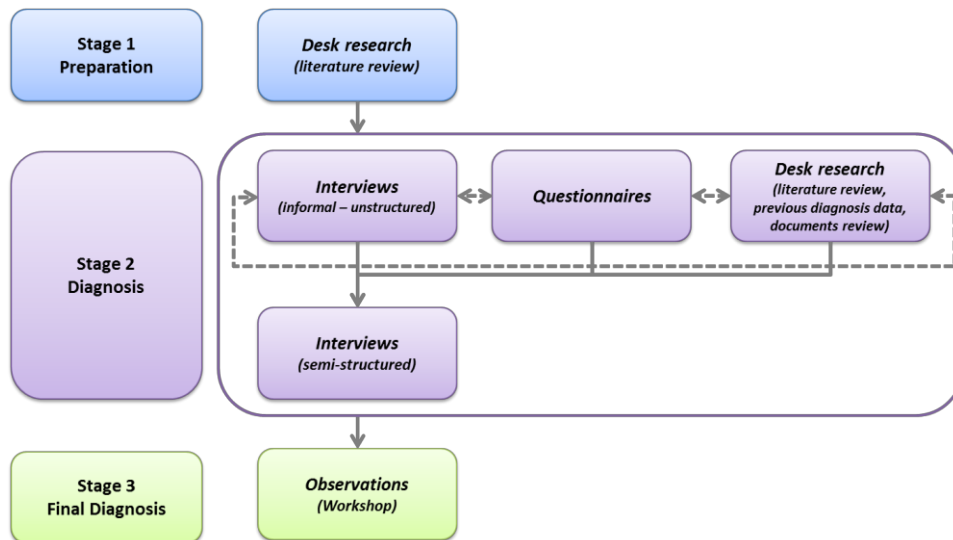 Stage 1
Preparation
Desk research
(literature review)
Stage 2
Diagnosis
Interviews
(informal – unstructured)
Questionnaires
Desk research
(literature review,
previous diagnosis data,
documents review)
Interviews
(semi-structured)
Stage 3
Final Diagnosis
Observations
(Workshop)